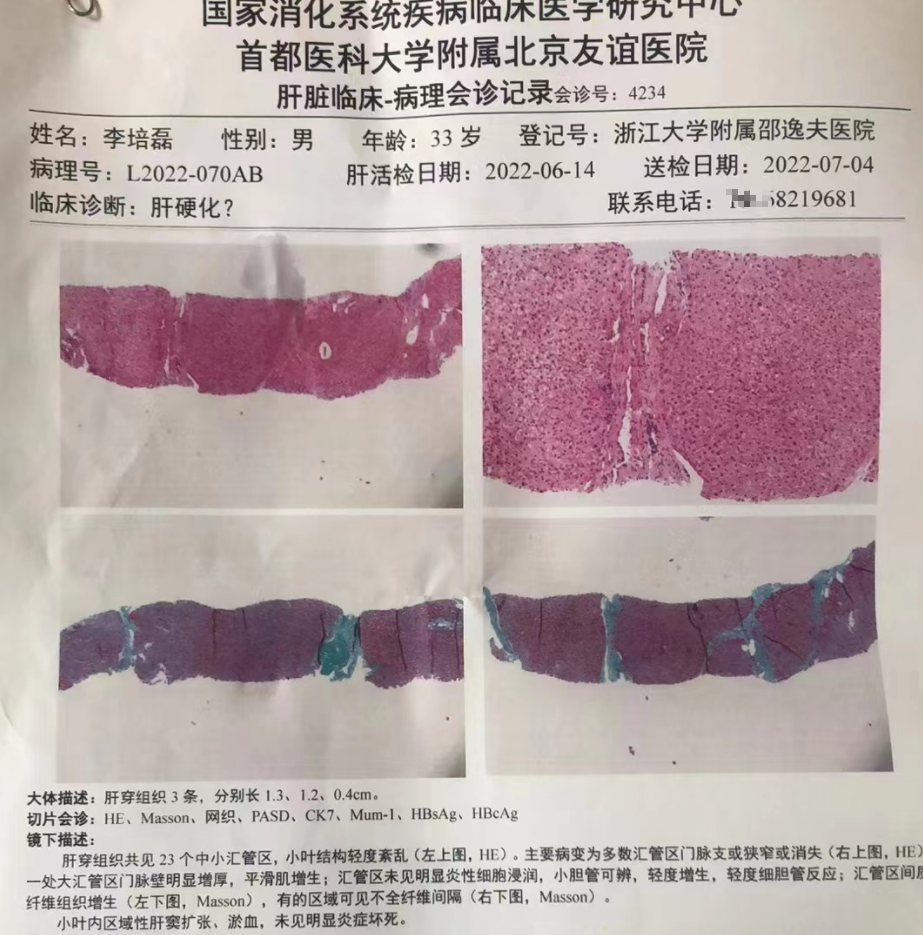 国家消化系统疾病临床医学研究中心
首都医科大学附属北京友谊医院
肝脏临床-病理会诊记录会诊号：4234
姓名：李培磊 性别：男 年龄：33 岁 登记号：浙江大学附属邵逸夫医院
病理号：L2022-070AB 肝活检日期：2022-06-14 送检日期：2022-07-04
临床诊断：肝硬化？ 联系电话：68219681
大体描述：肝穿组织 3 条，分别长 1.3、1.2、0.4cm。
切片会诊：HE、Masson、网织、PASD、CK7、Mum-1、HBsAg、HBcAg
镜下描述：
肝穿组织共见 23 个中小汇管区，小叶结构轻度紊乱（左上图，HE）。主要病变为多数汇管区门脉支或狭窄或消失（右上图，HE）
一处大汇管区门脉壁明显增厚，平滑肌增生；汇管区未见明显炎性细胞浸润，小胆管可辨，轻度增生，轻度细胆管反应；汇管区间质
纤维组织增生（左下图，Masson），有的区域可见不全纤维间隔（右下图，Masson）。
小叶内区域性肝窦扩张、淤血，未见明显炎症坏死。